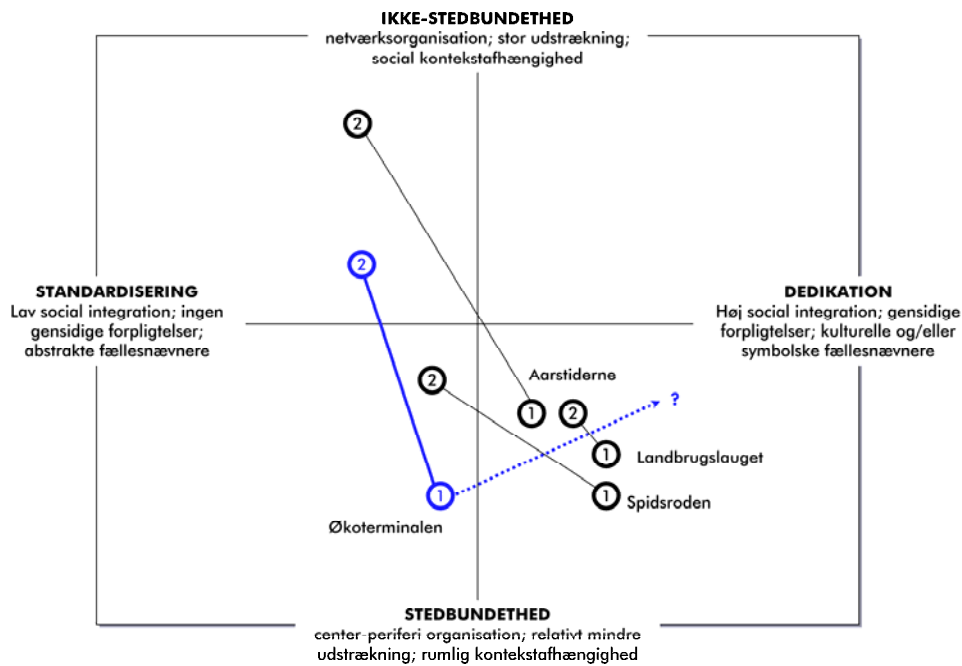 IKKE-STEDBUNDETHED
netværksorganisation; stor udstrækning;
social kontekstafhængighed
2
2
STANDARDISERING
Lav social integration; ingen
gensidige forpligtelser;
abstrakte fællesnævnere
DEDIKATION
Høj social integration; gensidige
forpligtelser; kulturelle og/eller
symbolske fællesnævnere
2
Aarstiderne
1
2
?
1
Landbrugslauget
1
1
Spidsroden
Økoterminalen
STEDBUNDETHED
center-periferi organisation; relativt mindre
udstrækning; rumlig kontekstafhængighed